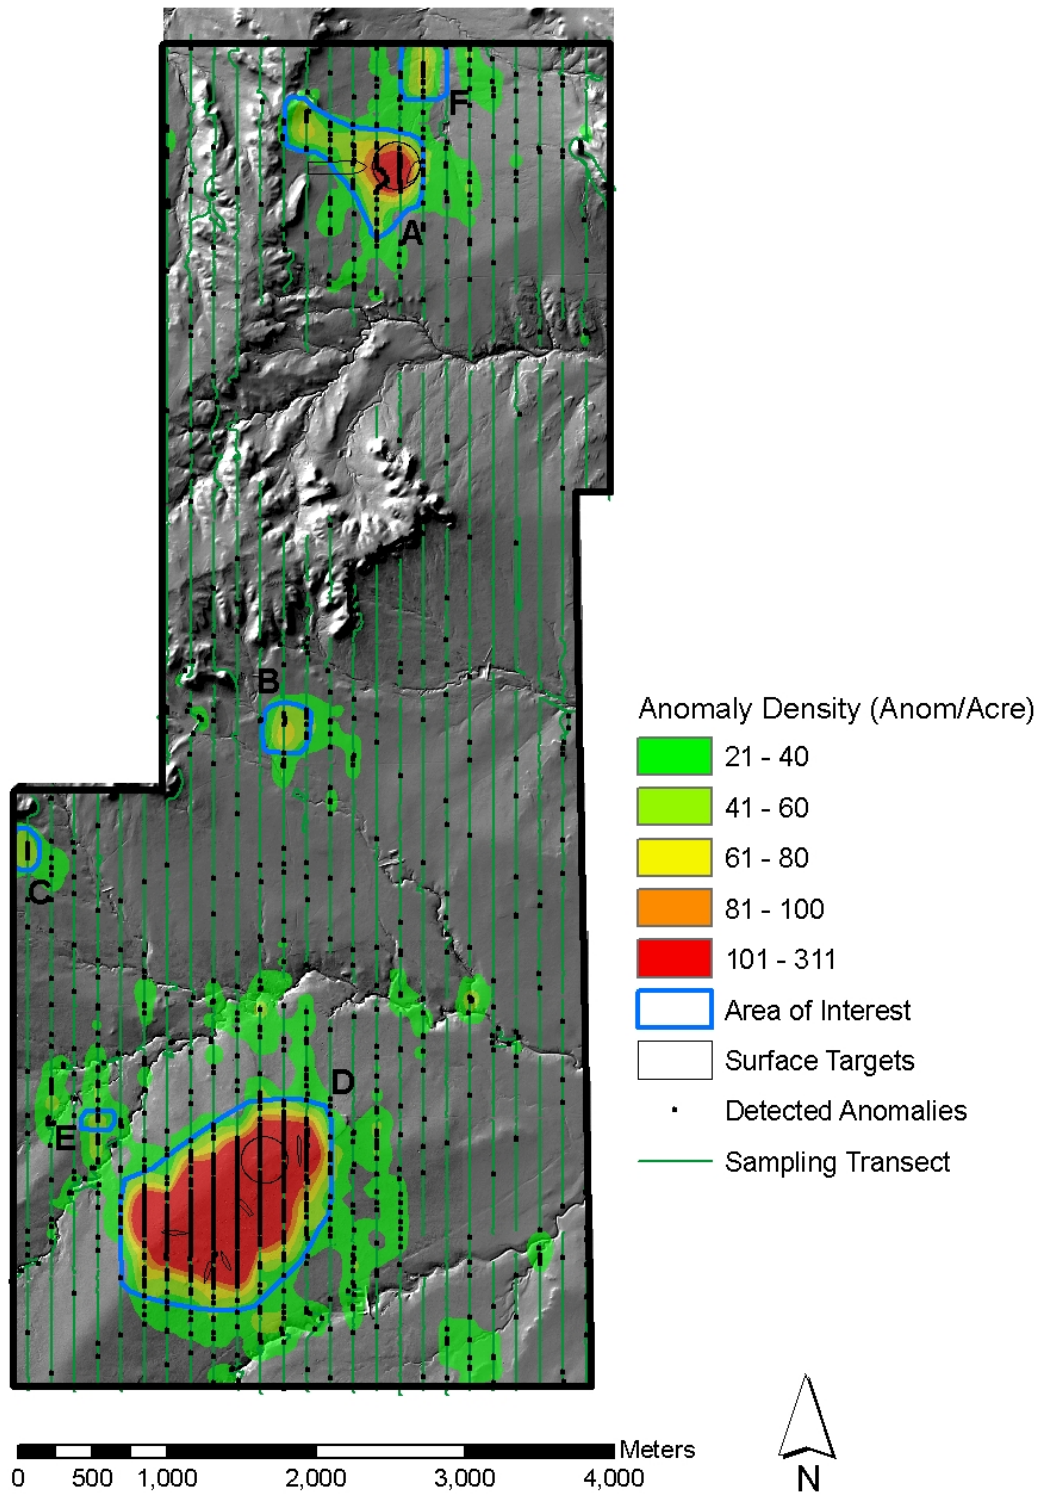 F
A
B
C
D
E
Anomaly Density (Anom/Acre)
21 - 40
41 - 60
61 - 80
81 - 100
101 - 311
Area of Interest
Surface Targets
Detected Anomalies
Sampling Transect
Meters
0 500 1,000 2,000 3,000 4,000
N